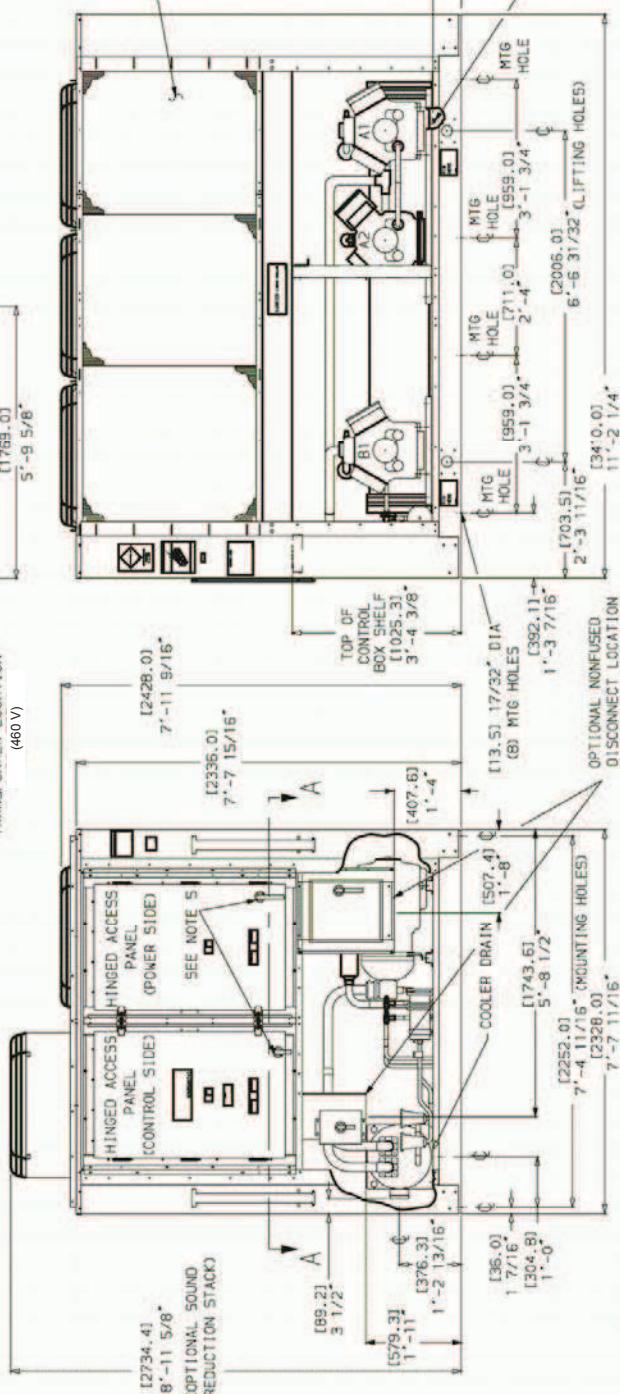 [1769.0]
5'-9 5/8"
MTG
HOLE
A1
A2
B1
MTG
HOLE
[959.0]
3'-1 3/4"
[2006.0]
6'-6 31/32" (LIFTING HOLES)
MTG
HOLE
[711.0]
2'-4"
[959.0]
3'-1 3/4"
MTG
HOLE
[703.5]
2'-3 11/16"
[3410.0]
11'-2 1/4"
TOP OF
CONTROL
BOX SHELF
[1025.3]
3'-4 3/8"
[392.1]
1'-3 7/16"
[13.5] 17/32" DIA
(8) MTG HOLES
OPTIONAL NONFUSED
DISCONNECT LOCATION
(460 V)
[2428.0]
7'-11 9/16"
[2336.0]
7'-7 15/16"
A
[407.6]
1'-4"
HINGED ACCESS
PANEL
(POWER SIDE)
SEE NOTE 5
HINGED ACCESS
PANEL
(CONTROL SIDE)
[507.4]
1'-8"
COOLER DRAIN
[1743.6]
5'-8 1/2"
[2252.0]
7'-4 11/16" (MOUNTING HOLES)
[2328.0]
7'-7 11/16"
A
[2734.4]
8'-11 5/8"
(OPTIONAL SOUND
REDUCTION STACK)
[89.2]
3 1/2"
[376.3]
1'-2 13/16"
[579.3]
1'-11"
[36.0]
1 7/16"
[304.8]
1'-0"